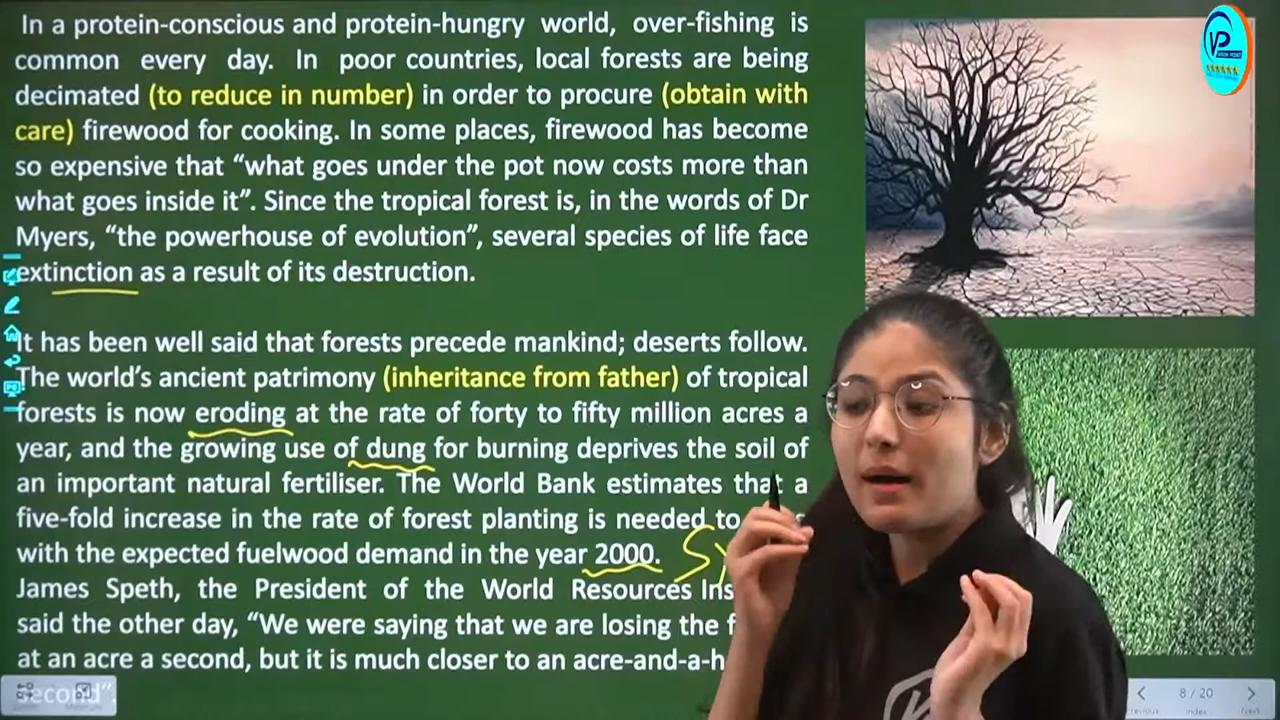 In a protein-conscious and protein-hungry world, over-fishing is
common every day. In poor countries, local forests are being
decimated (to reduce in number) in order to procure (obtain with
care) firewood for cooking. In some places, firewood has become
so expensive that “what goes under the pot now costs more than
what goes inside it”. Since the tropical forest is, in the words of Dr
Myers, “the powerhouse of evolution”, several species of life face
extinction as a result of its destruction.
It has been well said that forests precede mankind; deserts follow.
The world’s ancient patrimony (inheritance from father) of tropical
forests is now eroding at the rate of forty to fifty million acres a
year, and the growing use of dung for burning deprives the soil of
an important natural fertiliser. The World Bank estimates that a
five-fold increase in the rate of forest planting is needed to
with the expected fuelwood demand in the year 2000.
James Speth, the President of the World Resources Ins
said the other day, “We were saying that we are losing the f
at an acre a second, but it is much closer to an acre-and-a-h
second”.
VP
VISION POINT
8 / 20
index
Next